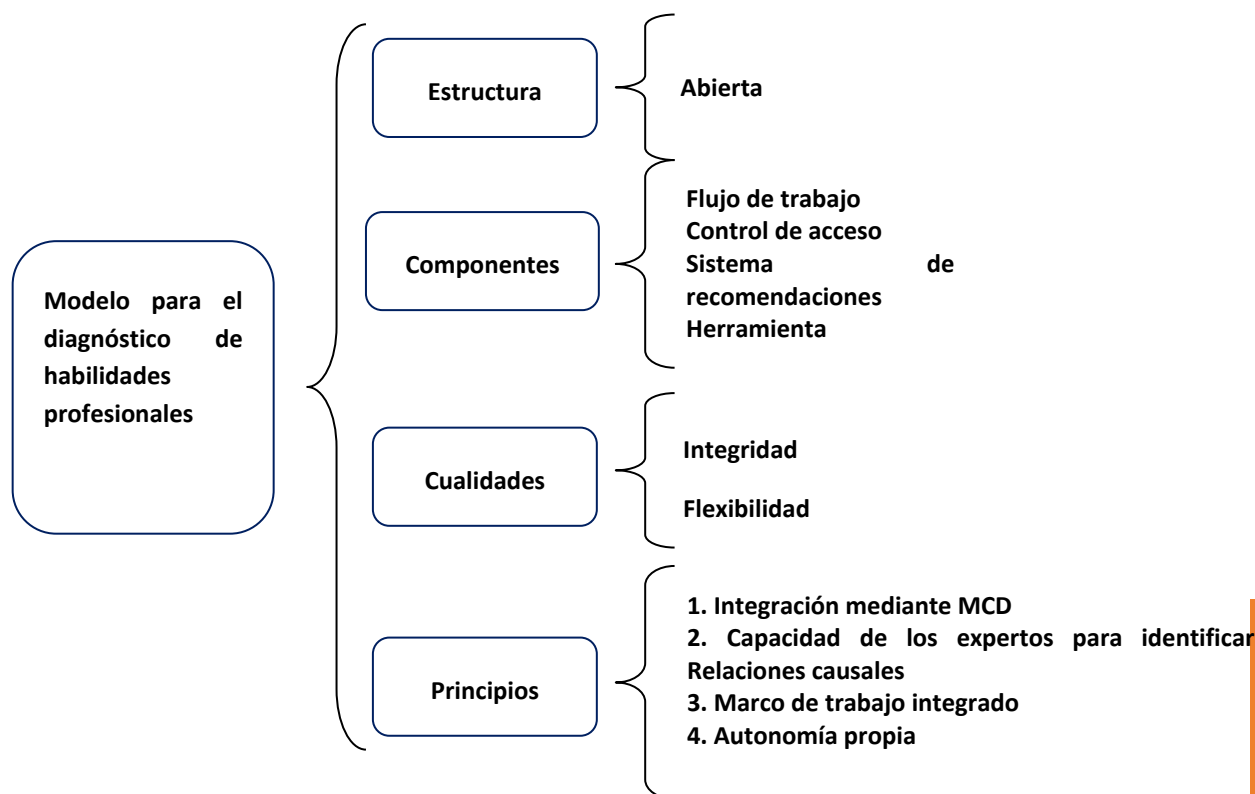 Modelo para el
diagnóstico de
habilidades
profesionales
Estructura
Abierta
Componentes
Flujo de trabajo
Control de acceso
Sistema de
recomendaciones
Herramienta
Cualidades
Integridad
Flexibilidad
Principios
1. Integración mediante MCD
2. Capacidad de los expertos para identificar
Relaciones causales
3. Marco de trabajo integrado
4. Autonomía propia